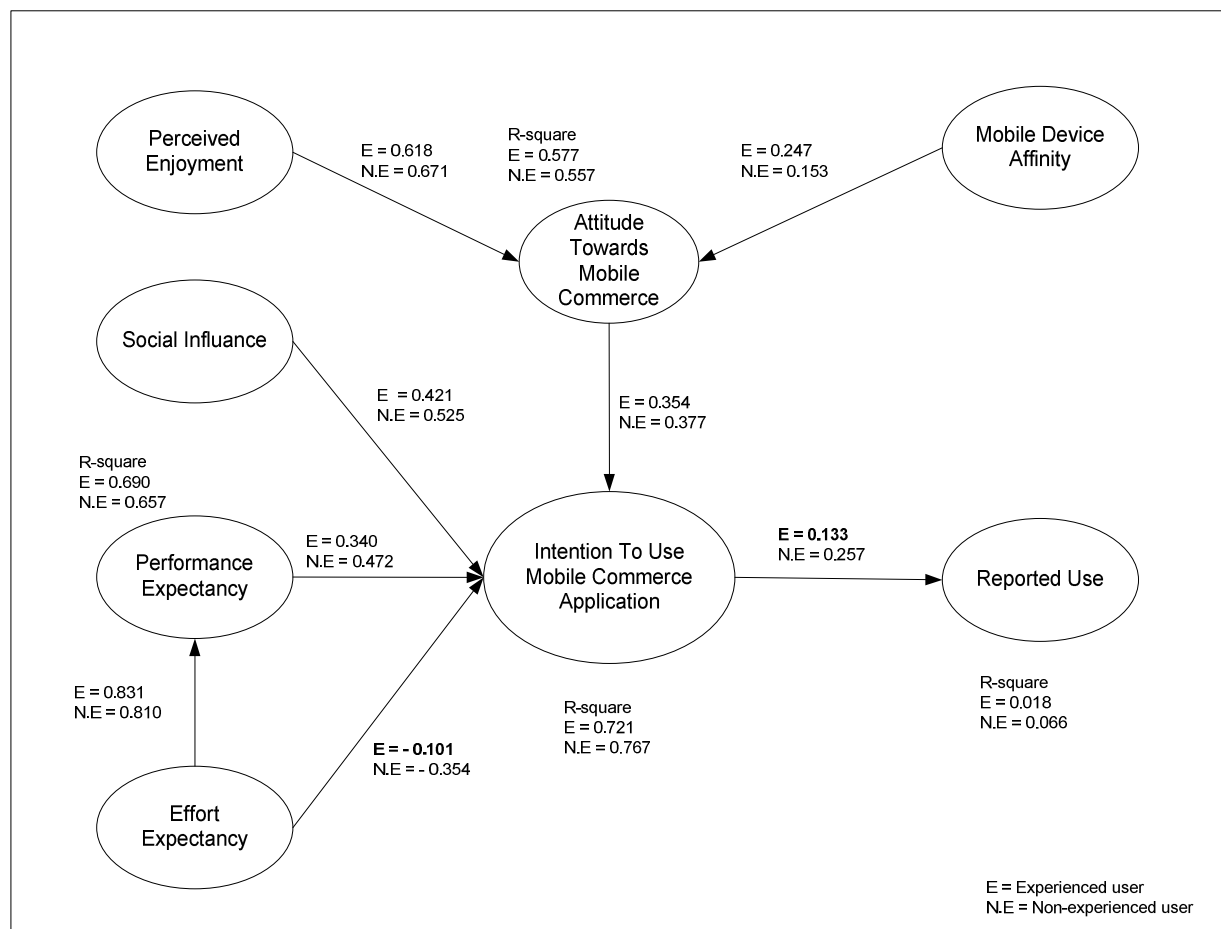 Perceived
Enjoyment
E = 0.618
N.E = 0.671
R-square
E = 0.577
N.E = 0.557
E = 0.247
N.E = 0.153
Mobile Device
Affinity
Attitude
Towards
Mobile
Commerce
Social Influance
E  = 0.421
N.E = 0.525
E = 0.354
N.E = 0.377
R-square
E = 0.690
N.E = 0.657
Performance
Expectancy
E = 0.340
N.E = 0.472
Intention To Use
Mobile Commerce
Application
E = 0.133
N.E = 0.257
Reported Use
E = 0.831
N.E = 0.810
R-square
E = 0.721
N.E = 0.767
R-square
E = 0.018
N.E = 0.066
E = - 0.101
N.E = - 0.354
Effort
Expectancy
E = Experienced user
N.E = Non-experienced user